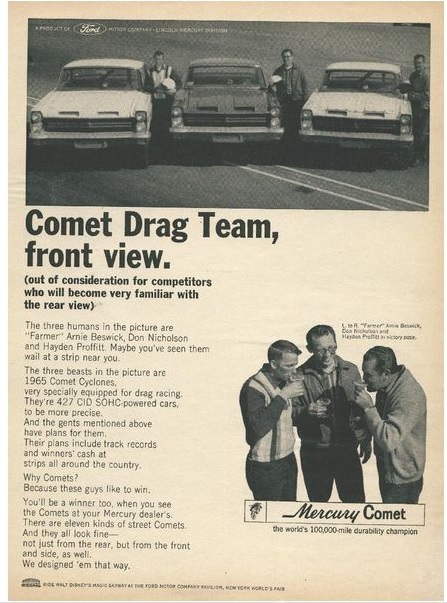 A PRODUCT OF Ford MOTOR COMPANY · LINCOLN-MERCURY DIVISION
Comet Drag Team,
front view.
(out of consideration for competitors
who will become very familiar with
the rear view)
The three humans in the picture are
"Farmer" Arnie Beswick, Don Nicholson
and Hayden Proffitt. Maybe you've seen them
wail at a strip near you.
The three beasts in the picture are
1965 Comet Cyclones,
very specially equipped for drag racing.
They're 427 CID SOHC-powered cars,
to be more precise.
And the gents mentioned above
have plans for them.
Their plans include track records
and winners' cash at
strips all around the country.
Why Comets?
Because these guys like to win.
You'll be a winner too, when you see
the Comets at your Mercury dealer's.
There are eleven kinds of street Comets.
And they all look fine—
not just from the rear, but from the front
and side, as well.
We designed 'em that way.
L. to R. "Farmer" Arnie Beswick,
Don Nicholson and
Hayden Proffitt in victory pose.
Mercury Comet
the world's 100,000-mile durability champion
RIDE WALT DISNEY'S MAGIC SKYWAY AT THE FORD MOTOR COMPANY PAVILION, NEW YORK WORLD'S FAIR